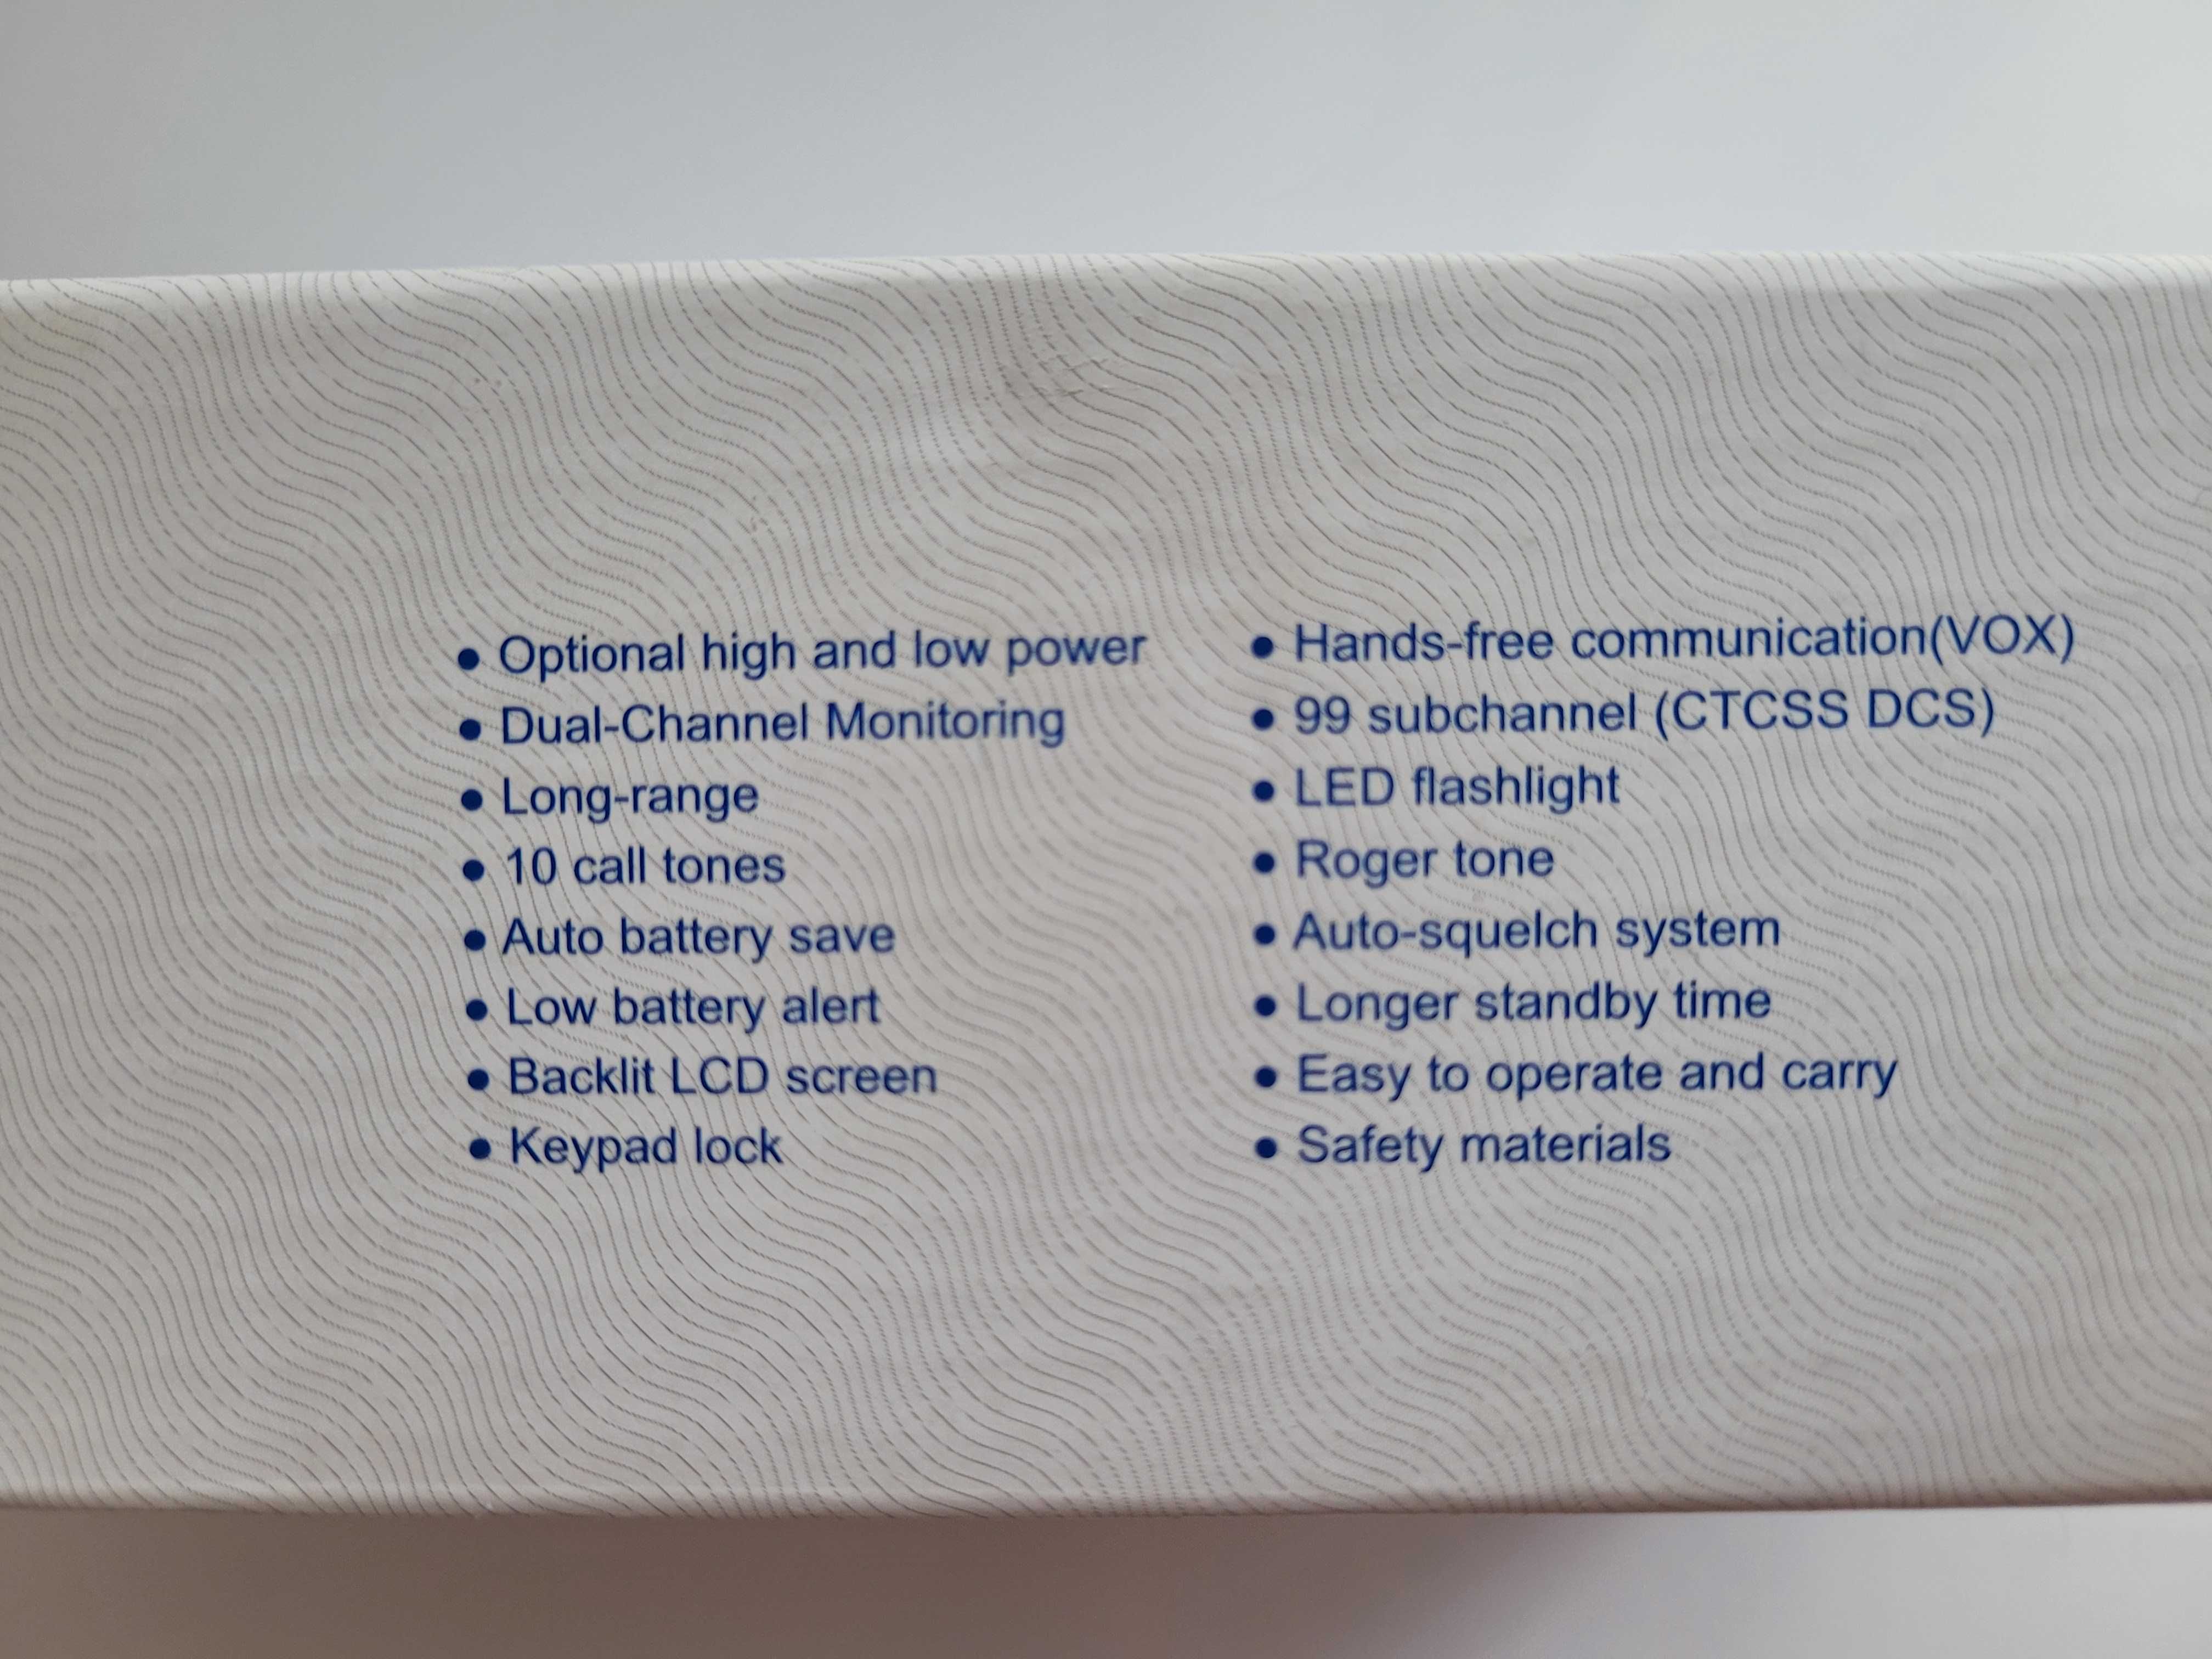 • Optional high and low power
• Dual-Channel Monitoring
• Long-range
• 10 call tones
• Auto battery save
• Low battery alert
• Backlit LCD screen
• Keypad lock
• Hands-free communication(VOX)
• 99 subchannel (CTCSS DCS)
• LED flashlight
• Roger tone
• Auto-squelch system
• Longer standby time
• Easy to operate and carry
• Safety materials